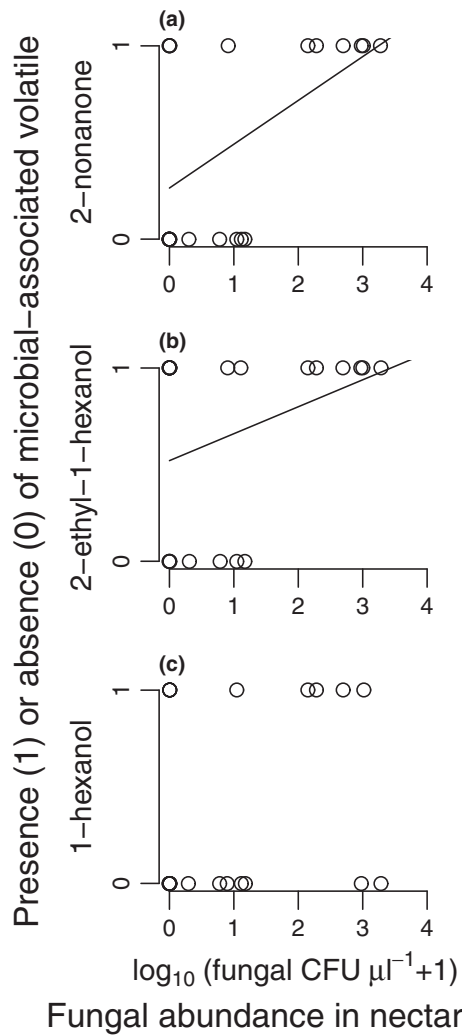 Presence (1) or absence (0) of microbial−associated volatile
(a)
2−nonanone
1
0
0 1 2 3 4
(b)
2−ethyl−1−hexanol
1
0
0 1 2 3 4
(c)
1−hexanol
1
0
0 1 2 3 4
log₁₀ (fungal CFU µl⁻¹+1)
Fungal abundance in nectar